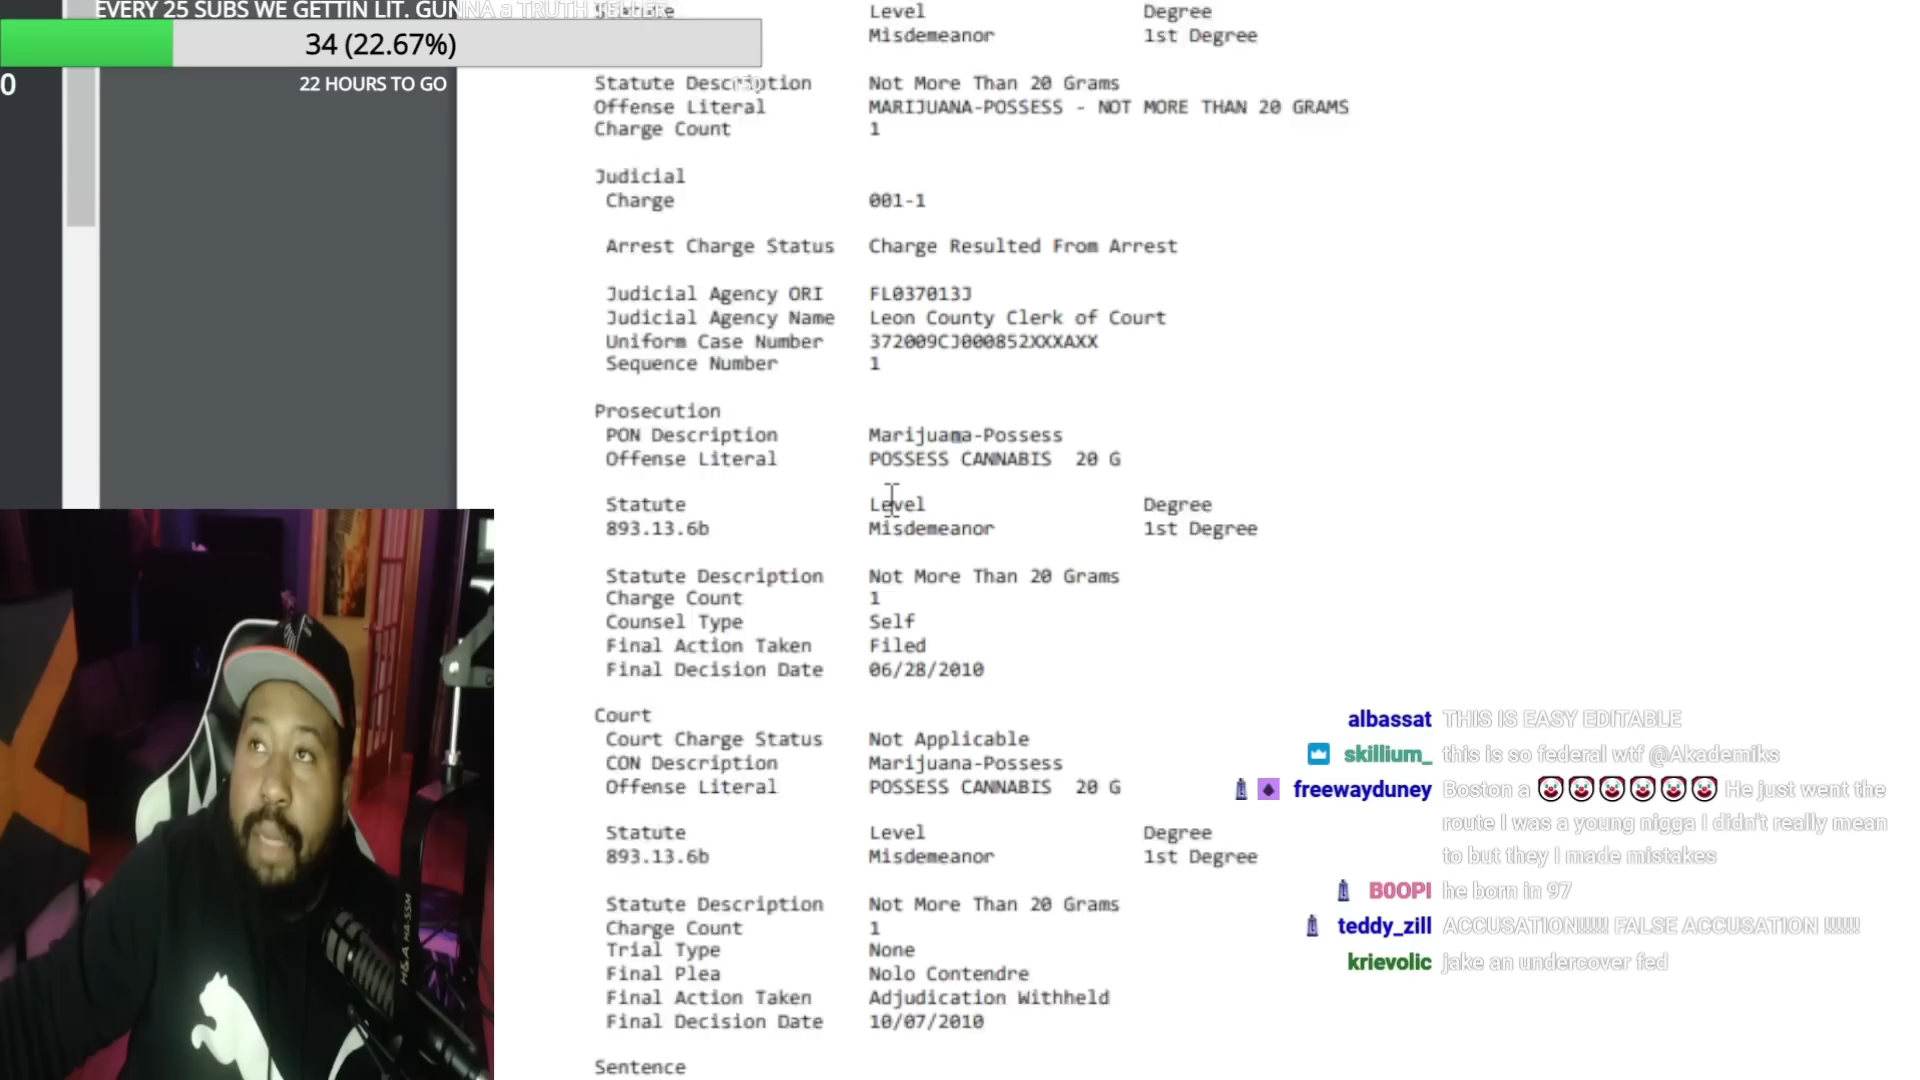 EVERY 25 SUBS WE GETTIN LIT. GUNNA a TRUTH TELLER
34 (22.67%)
0
150
22 HOURS TO GO
Statute Level Degree
Misdemeanor 1st Degree
Statute Description Not More Than 20 Grams
Offense Literal MARIJUANA-POSSESS - NOT MORE THAN 20 GRAMS
Charge Count 1
Judicial
Charge 001-1
Arrest Charge Status Charge Resulted From Arrest
Judicial Agency ORI FL037013J
Judicial Agency Name Leon County Clerk of Court
Uniform Case Number 372009CJ000852XXXAXX
Sequence Number 1
Prosecution
PON Description Marijuana-Possess
Offense Literal POSSESS CANNABIS 20 G
Statute Level Degree
893.13.6b Misdemeanor 1st Degree
Statute Description Not More Than 20 Grams
Charge Count 1
Counsel Type Self
Final Action Taken Filed
Final Decision Date 06/28/2010
Court
Court Charge Status Not Applicable
CON Description Marijuana-Possess
Offense Literal POSSESS CANNABIS 20 G
Statute Level Degree
893.13.6b Misdemeanor 1st Degree
Statute Description Not More Than 20 Grams
Charge Count 1
Trial Type None
Final Plea Nolo Contendre
Final Action Taken Adjudication Withheld
Final Decision Date 10/07/2010
Sentence
albassat THIS IS EASY EDITABLE
skillium_ this is so federal wtf @Akademiks
freewayduney Boston a He just went the
route I was a young nigga I didn't really mean
to but they I made mistakes
B0OPI he born in 97
teddy_zill ACCUSATION!!!!! FALSE ACCUSATION !!!!!!
krievolic jake an undercover fed